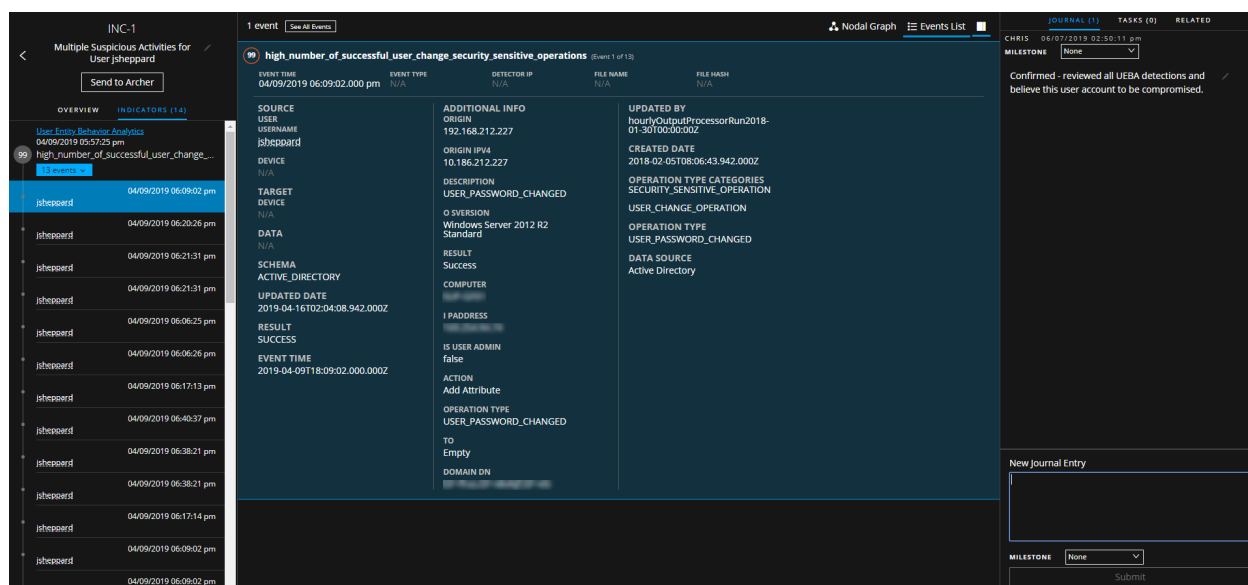 INC-1
Multiple Suspicious Activities for
User jsheppard
Send to Archer
OVERVIEW
INDICATORS (14)
User Entity Behavior Analytics
04/09/2019 05:57:25
pm
99
high_number_of_successful_user_change_...
13 events
04/09/2019 06:09:02 pm
jsheppard
04/09/2019 06:20:26 pm
jsheppard
04/09/2019 06:21:31 pm
jsheppard
04/09/2019 06:21:31 pm
jsheppard
04/09/2019 06:06:25 pm
jsheppard
04/09/2019 06:06:26 pm
jsheppard
04/09/2019 06:17:13 pm
jsheppard
04/09/2019 06:40:37 pm
jsheppard
04/09/2019 06:38:21 pm
jsheppard
04/09/2019 06:38:21 pm
jsheppard
04/09/2019 06:17:14 pm
jsheppard
04/09/2019 06:09:02 pm
jsheppard
04/09/2019 06:09:02 pm
1 event
See All Events
Nodal Graph
Events List
99
high_number_of_successful_user_change_security_sensitive_operations (Event 1 of 13)
EVENT TIME
04/09/2019 06:09:02.000 pm
EVENT TYPE
N/A
DETECTOR IP
N/A
FILE NAME
N/A
FILE HASH
N/A
SOURCE
USER
USERNAME
jsheppard
DEVICE
N/A
TARGET
DEVICE
N/A
DATA
N/A
SCHEMA
ACTIVE_DIRECTORY
UPDATED DATE
2019-04-16T02:04:08.942.000Z
RESULT
SUCCESS
EVENT TIME
2019-04-09T18:09:02.000.000Z
ADDITIONAL INFO
ORIGIN
192.168.212.227
ORIGIN IPV4
10.186.212.227
DESCRIPTION
USER_PASSWORD_CHANGED
O SVERSION
Windows Server 2012 R2
Standard
RESULT
Success
COMPUTER
I PADDRESS
IS USER ADMIN
false
ACTION
Add Attribute
OPERATION TYPE
USER_PASSWORD_CHANGED
TO
Empty
DOMAIN DN
UPDATED BY
hourlyOutputProcessorRun2018-
01-30T00:00:00Z
CREATED DATE
2018-02-05T08:06:43.942.000Z
OPERATION TYPE CATEGORIES
SECURITY_SENSITIVE_OPERATION
USER_CHANGE_OPERATION
OPERATION TYPE
USER_PASSWORD_CHANGED
DATA SOURCE
Active Directory
JOURNAL (1)
TASKS (0)
RELATED
CHRIS 06/07/2019 02:50:11 pm
MILESTONE None
Confirmed - reviewed all UEBA detections and
believe this user account to be compromised.
New Journal Entry
MILESTONE None
Submit